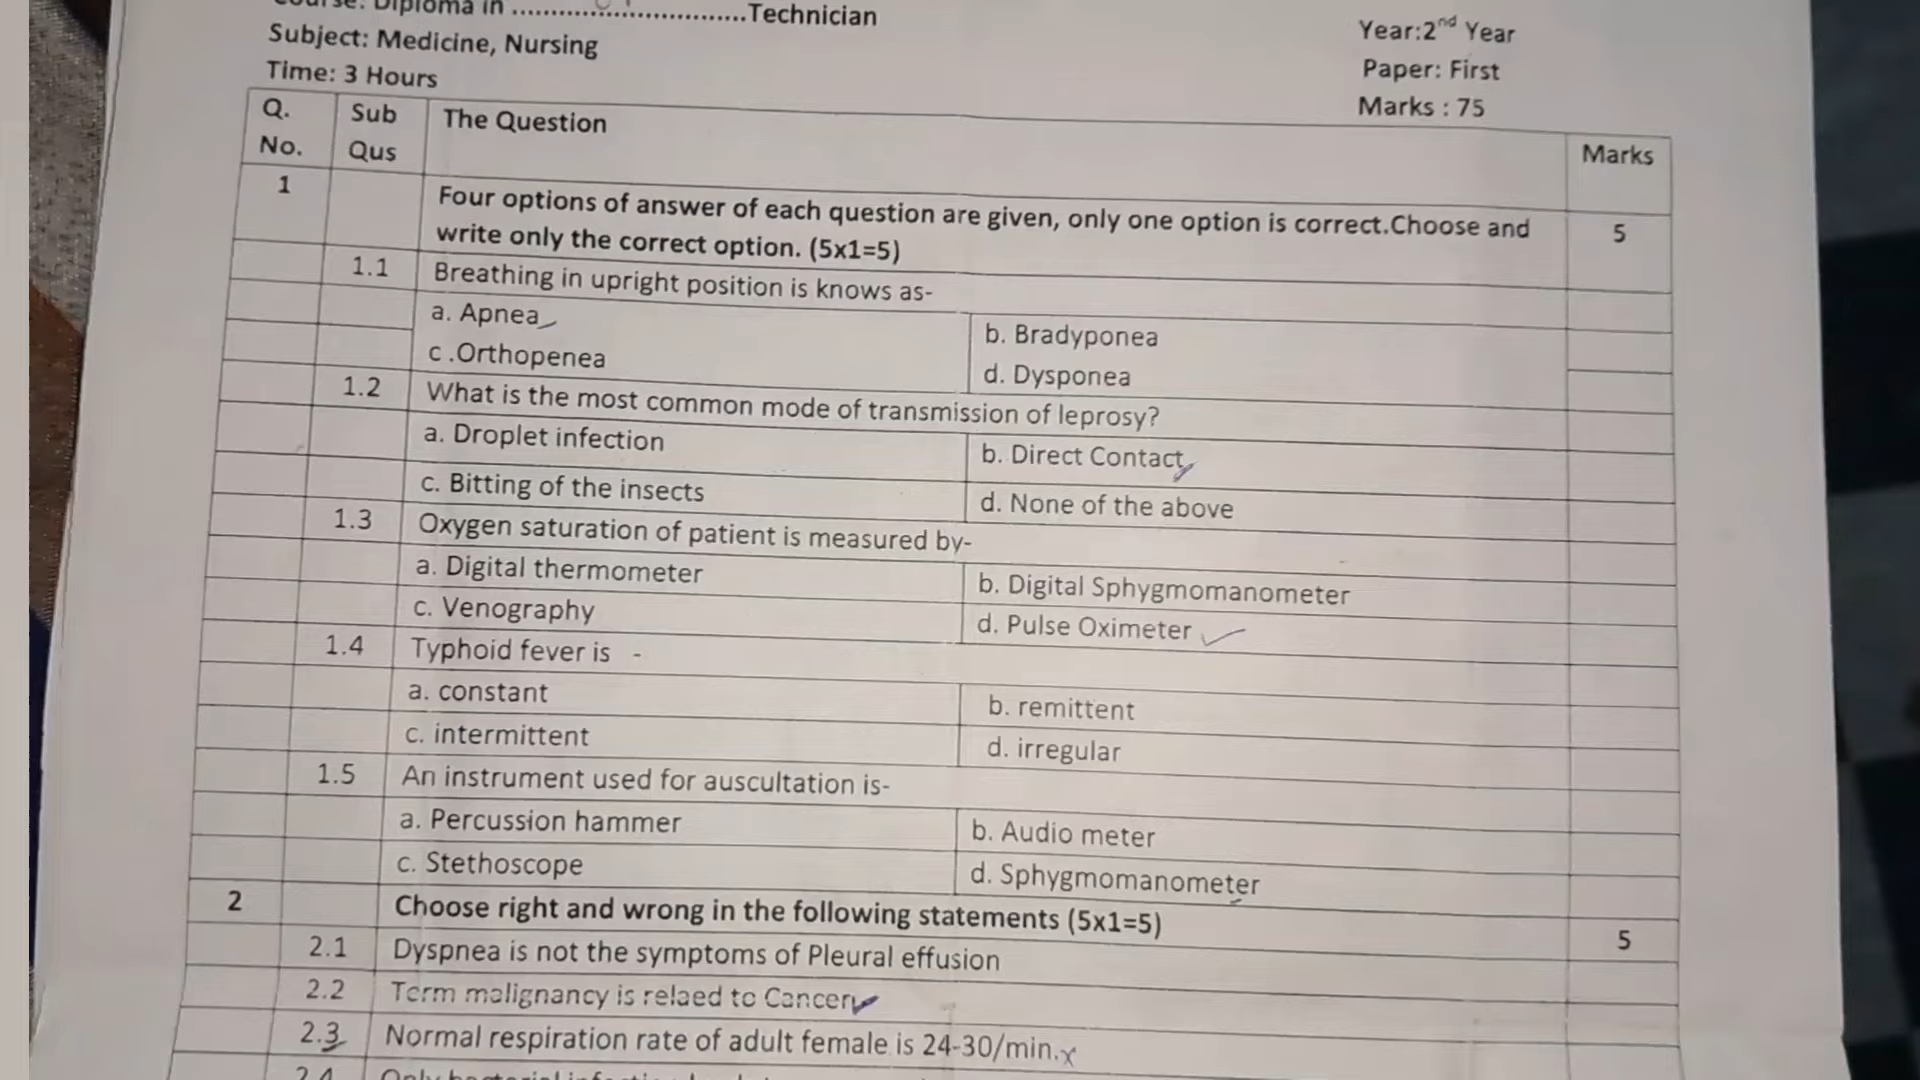 Course: Diploma in ................................Technician
Subject: Medicine, Nursing
Time: 3 Hours
Year:2nd Year
Paper: First
Marks : 75
Q. No. Sub Qus The Question Marks
1 Four options of answer of each question are given, only one option is correct.Choose and 5
write only the correct option. (5x1=5)
1.1 Breathing in upright position is knows as-
a. Apnea b. Bradyponea
c .Orthopenea d. Dysponea
1.2 What is the most common mode of transmission of leprosy?
a. Droplet infection b. Direct Contact
c. Bitting of the insects d. None of the above
1.3 Oxygen saturation of patient is measured by-
a. Digital thermometer b. Digital Sphygmomanometer
c. Venography d. Pulse Oximeter
1.4 Typhoid fever is -
a. constant b. remittent
c. intermittent d. irregular
1.5 An instrument used for auscultation is-
a. Percussion hammer b. Audio meter
c. Stethoscope d. Sphygmomanometer
2 Choose right and wrong in the following statements (5x1=5) 5
2.1 Dyspnea is not the symptoms of Pleural effusion
2.2 Term malignancy is relaed to Cancer
2.3 Normal respiration rate of adult female is 24-30/min.x
2.4 Only bacterial infection